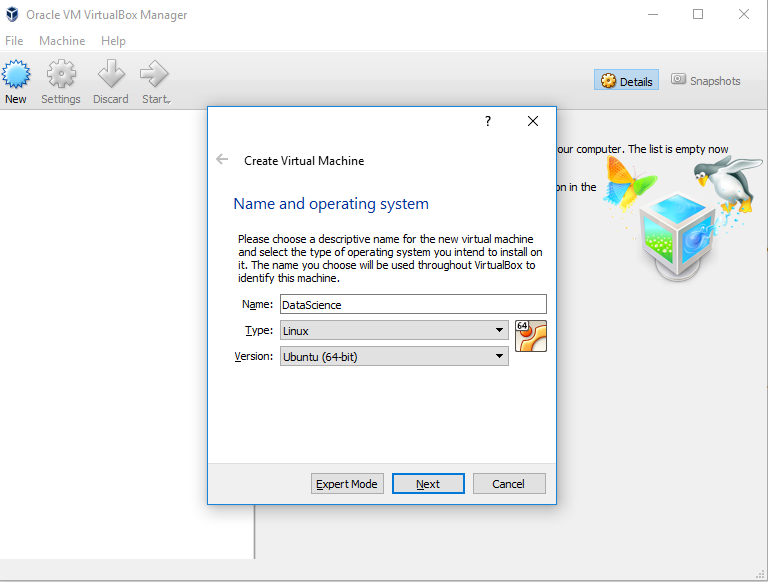 Oracle VM VirtualBox Manager
File Machine Help
New Settings Discard Start
Details Snapshots
our computer. The list is empty now
on in the
?
Create Virtual Machine
Name and operating system
Please choose a descriptive name for the new virtual machine
and select the type of operating system you intend to install on
it. The name you choose will be used throughout VirtualBox to
identify this machine.
Name: DataScience
Type: Linux
64
Version: Ubuntu (64-bit)
Expert Mode Next Cancel